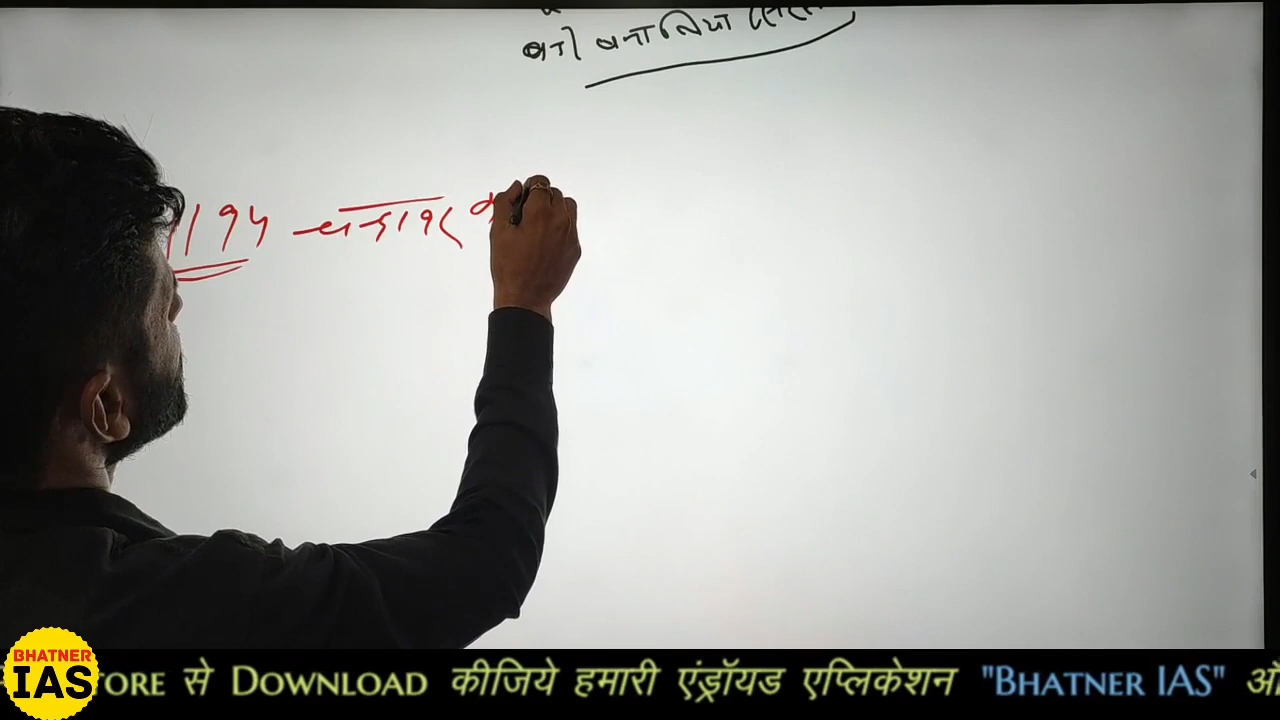 को बना लिया
1194 चन्दावर
BHATNER
IAS
TORE से DOWNLOAD कीजिये हमारी एंड्रॉयड एप्लिकेशन "BHATNER IAS"